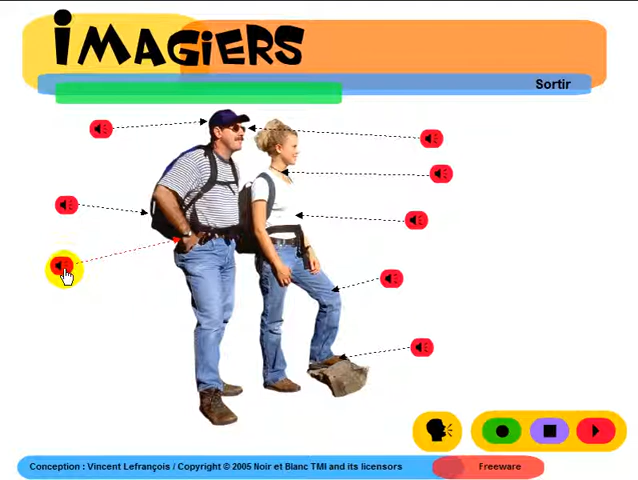 iMAGiERS
Sortir
Conception : Vincent Lefrançois / Copyright © 2005 Noir et Blanc TMI and its licensors
Freeware